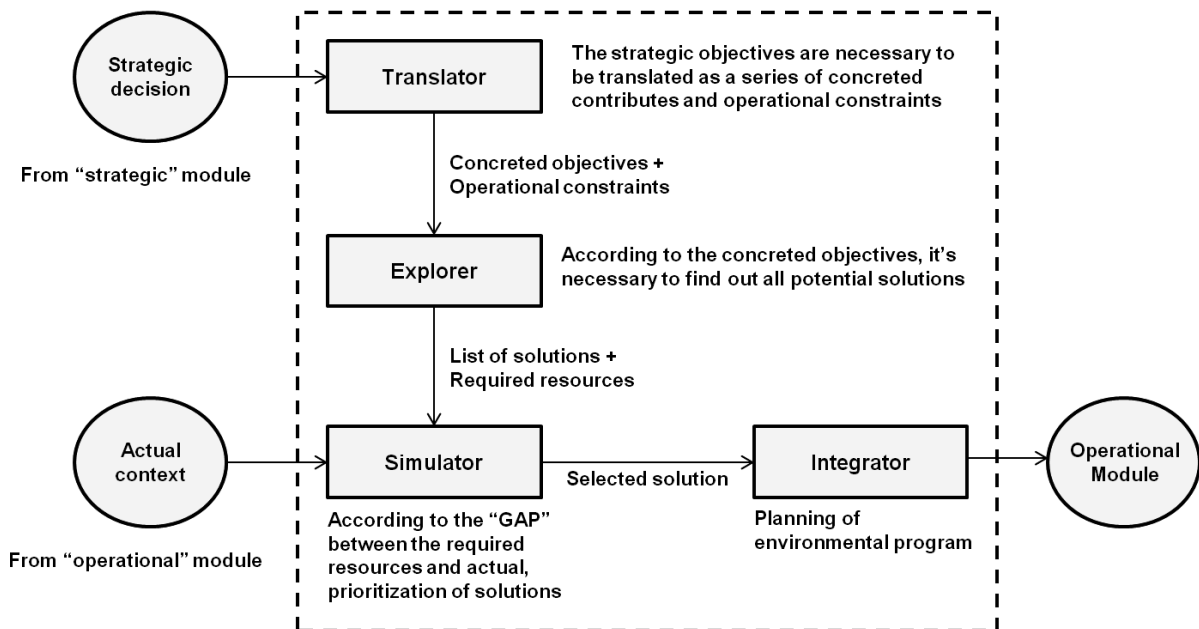 Strategic
decision
From “strategic” module
Translator
The strategic objectives are necessary to
be translated as a series of concreted
contributes and operational constraints
Concreted objectives +
Operational constraints
Explorer
According to the concreted objectives, it’s
necessary to find out all potential solutions
List of solutions +
Required resources
Actual
context
From “operational” module
Simulator
According to the “GAP”
between the required
resources and actual,
prioritization of solutions
Selected solution
Integrator
Planning of
environmental program
Operational
Module